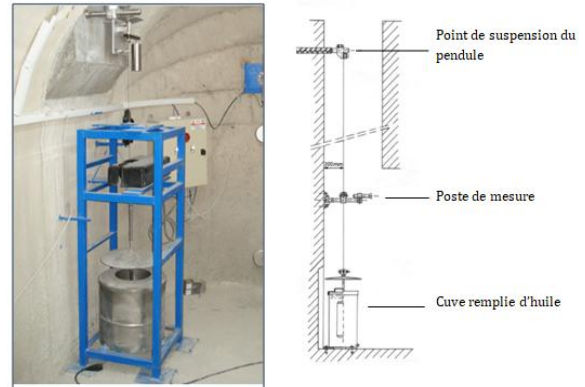 Point de suspension du
pendule
Poste de mesure
Cuve remplie d'huile